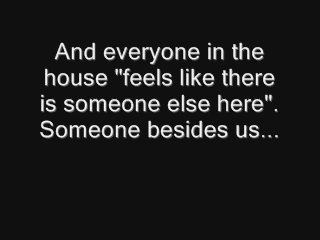 And everyone in the
house "feels like there
is someone else here".
Someone besides us...